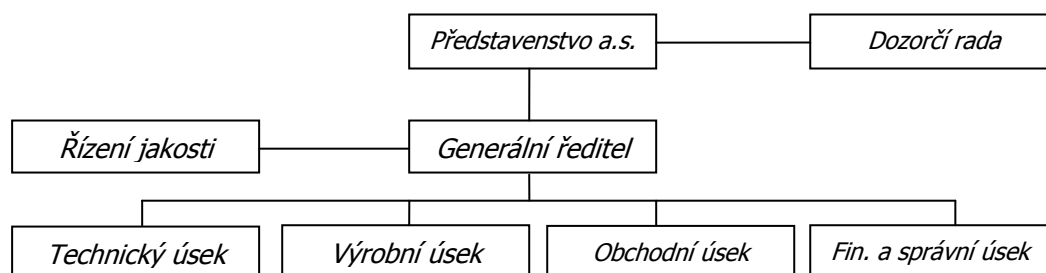 Představenstvo a.s.
Dozorčí rada
Řízení jakosti
Generální ředitel
Technický úsek
Výrobní úsek
Obchodní úsek
Fin. a správní úsek